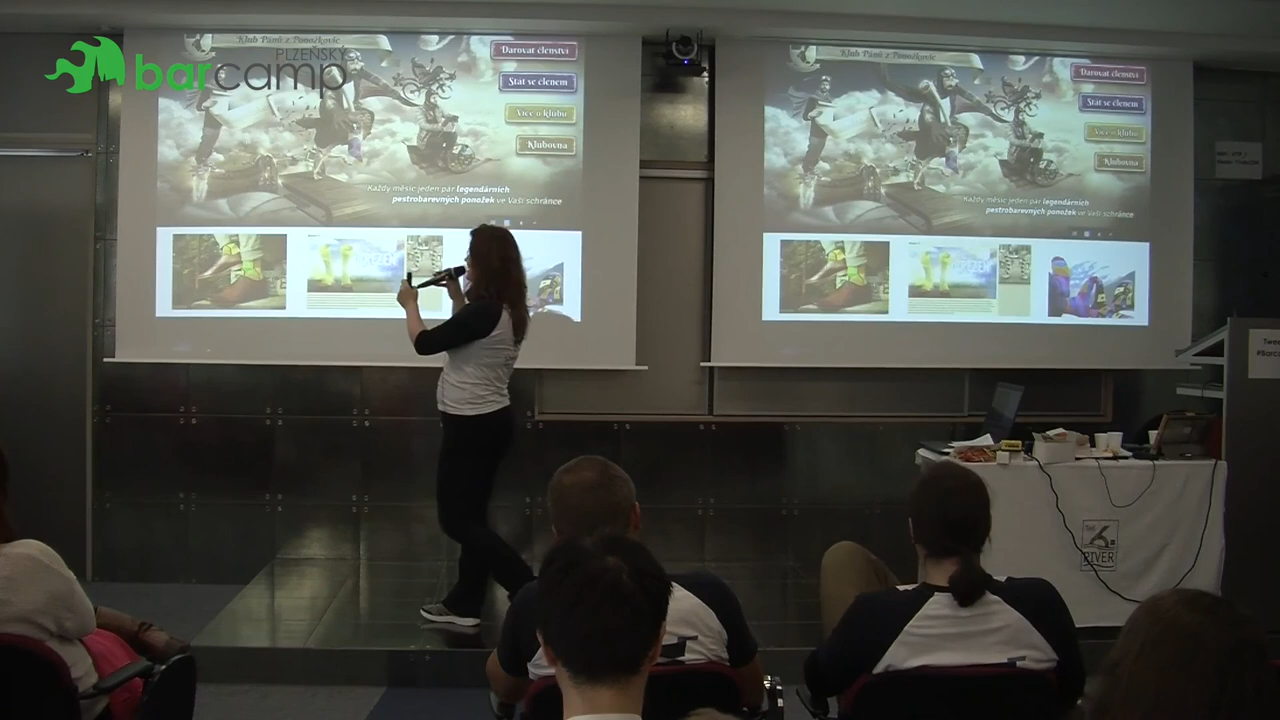 barcamp
PLZEŇSKÝ
Klub Pánů z Ponožkovic
Darovat členství
Stát se členem
Více o klubu
Klubovna
Každý měsíc jeden pár legendárních
pestrobarevných ponožek ve Vaší schránce
Klub Pánů z Ponožkovic
Darovat členství
Stát se členem
Více o klubu
Klubovna
Každý měsíc jeden pár legendárních
pestrobarevných ponožek ve Vaší schránce
THE
RIVER